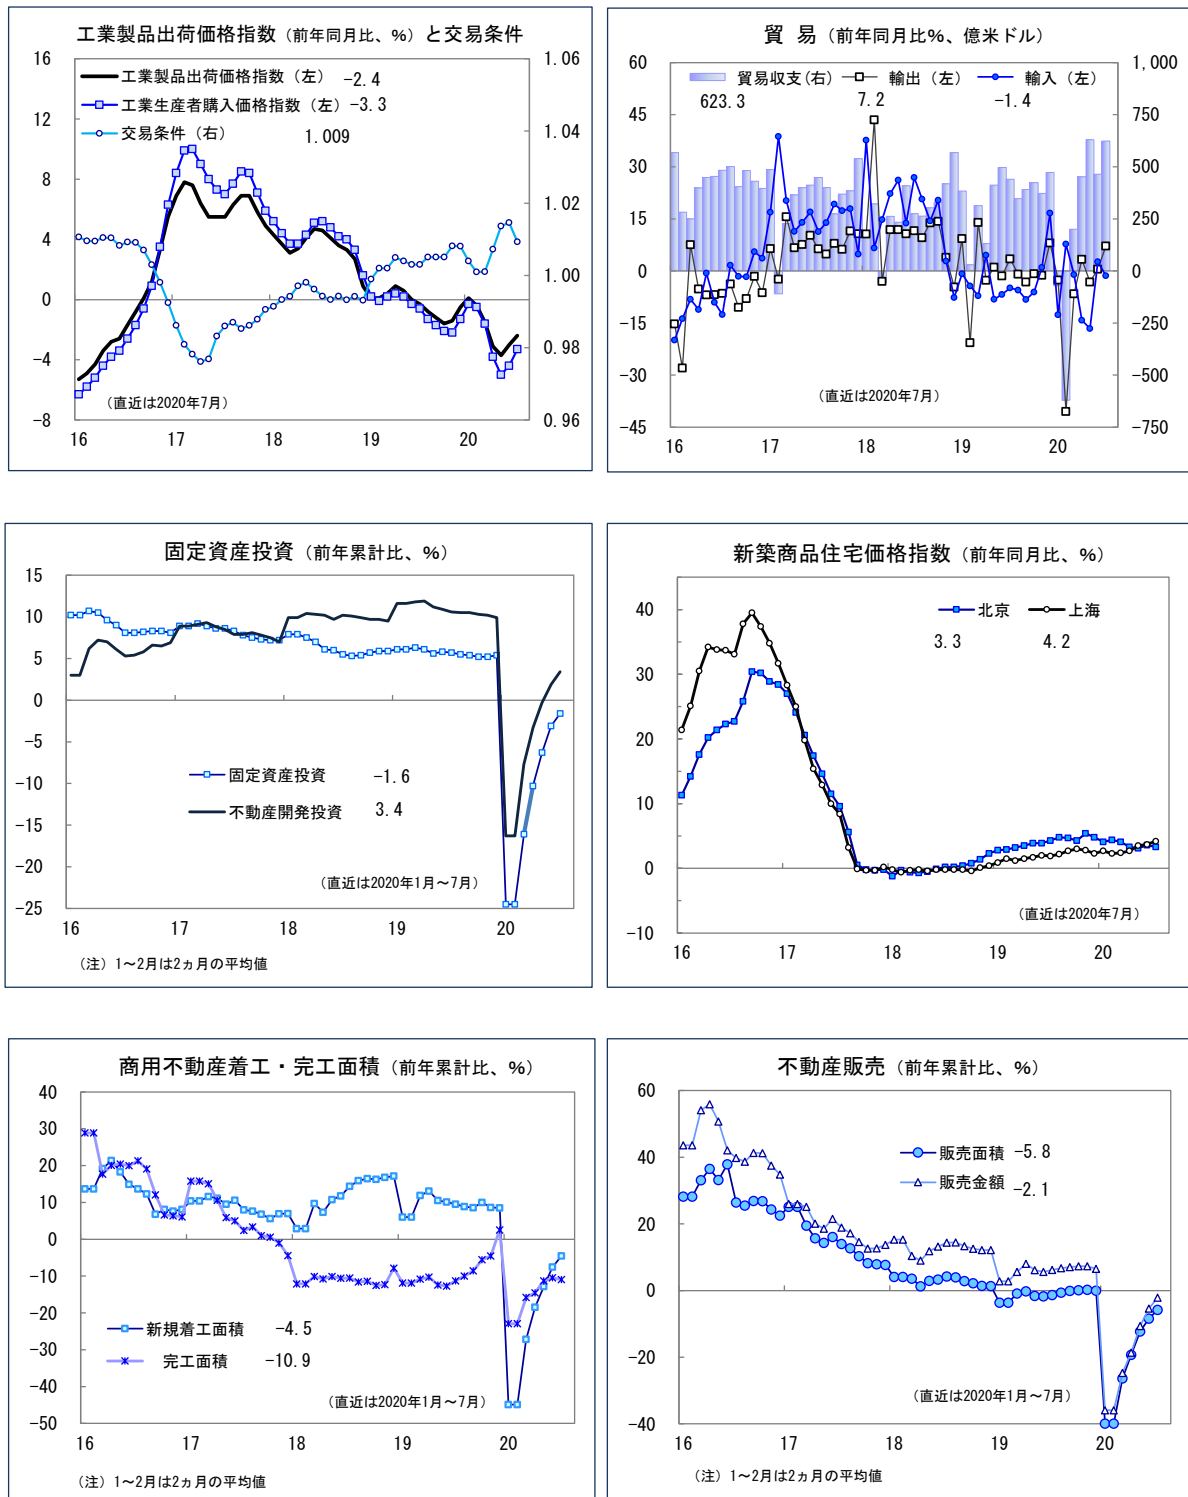 工業製品出荷価格指数（前年同月比、%）と交易条件
16
12
8
4
0
−4
−8
1.06
1.04
1.02
1.00
0.98
0.96
工業製品出荷価格指数（左） −2.4
工業生産者購入価格指数（左） −3.3
交易条件（右） 1.009
（直近は2020年7月）
16 17 18 19 20
貿 易（前年同月比%、億米ドル）
60
45
30
15
0
−15
−30
−45
1,000
750
500
250
0
−250
−500
−750
貿易収支(右) 輸出（左） 輸入（左）
623.3 7.2 −1.4
（直近は2020年7月）
16 17 18 19 20
固定資産投資（前年累計比、%）
15
10
5
0
−5
−10
−15
−20
−25
固定資産投資 −1.6
不動産開発投資 3.4
（直近は2020年1月～7月）
16 17 18 19 20
（注）1～2月は2ヵ月の平均値
新築商品住宅価格指数（前年同月比、%）
40
30
20
10
0
−10
北京 上海
3.3 4.2
（直近は2020年7月）
16 17 18 19 20
商用不動産着工・完工面積（前年累計比、%）
40
30
20
10
0
−10
−20
−30
−40
−50
新規着工面積 −4.5
完工面積 −10.9
（直近は2020年1月～7月）
16 17 18 19 20
（注）1～2月は2ヵ月の平均値
不動産販売（前年累計比、%）
60
40
20
0
−20
−40
販売面積 −5.8
販売金額 −2.1
（直近は2020年1月～7月）
16 17 18 19 20
（注）1～2月は2ヵ月の平均値